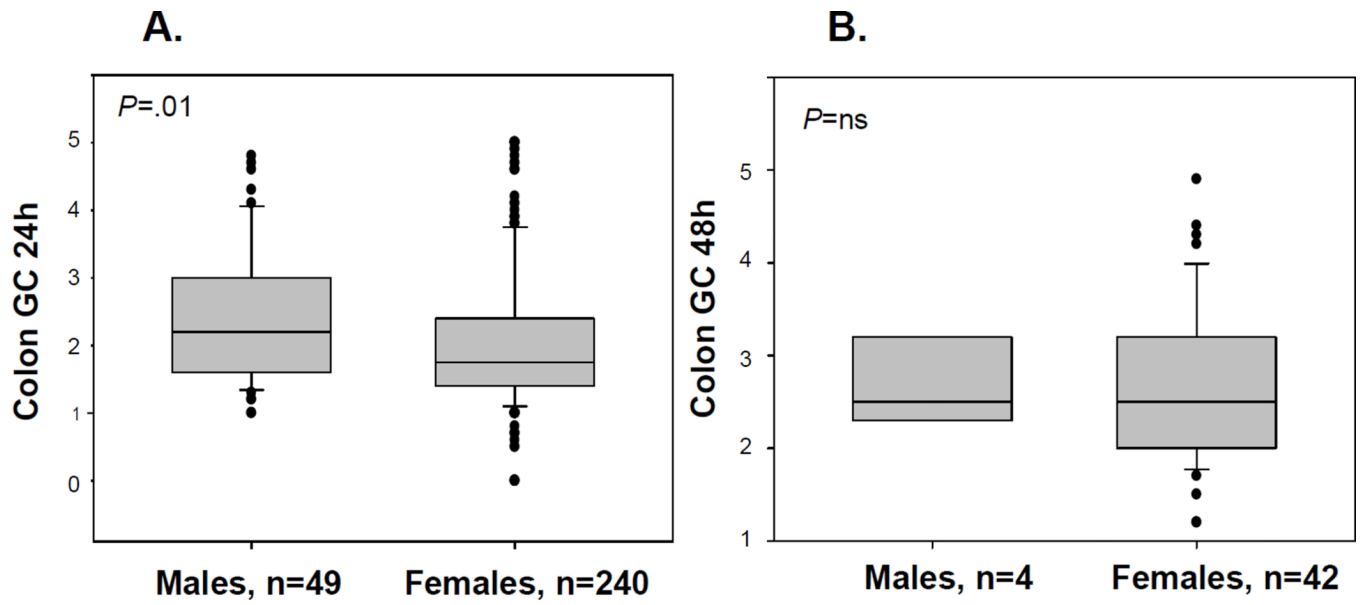 A.
P=.01
5
4
3
2
1
0
Colon GC 24h
Males, n=49
Females, n=240
B.
P=ns
5
4
3
2
1
Colon GC 48h
Males, n=4
Females, n=42